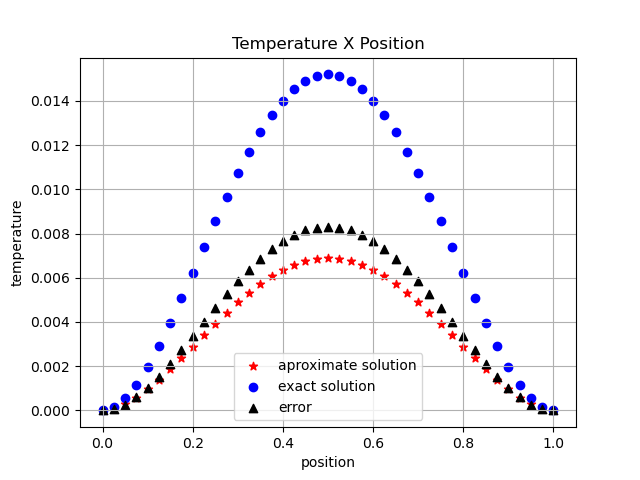 Temperature X Position
0.014
0.012
0.010
0.008
0.006
0.004
0.002
0.000
temperature
aproximate solution
exact solution
error
0.0 0.2 0.4 0.6 0.8 1.0
position